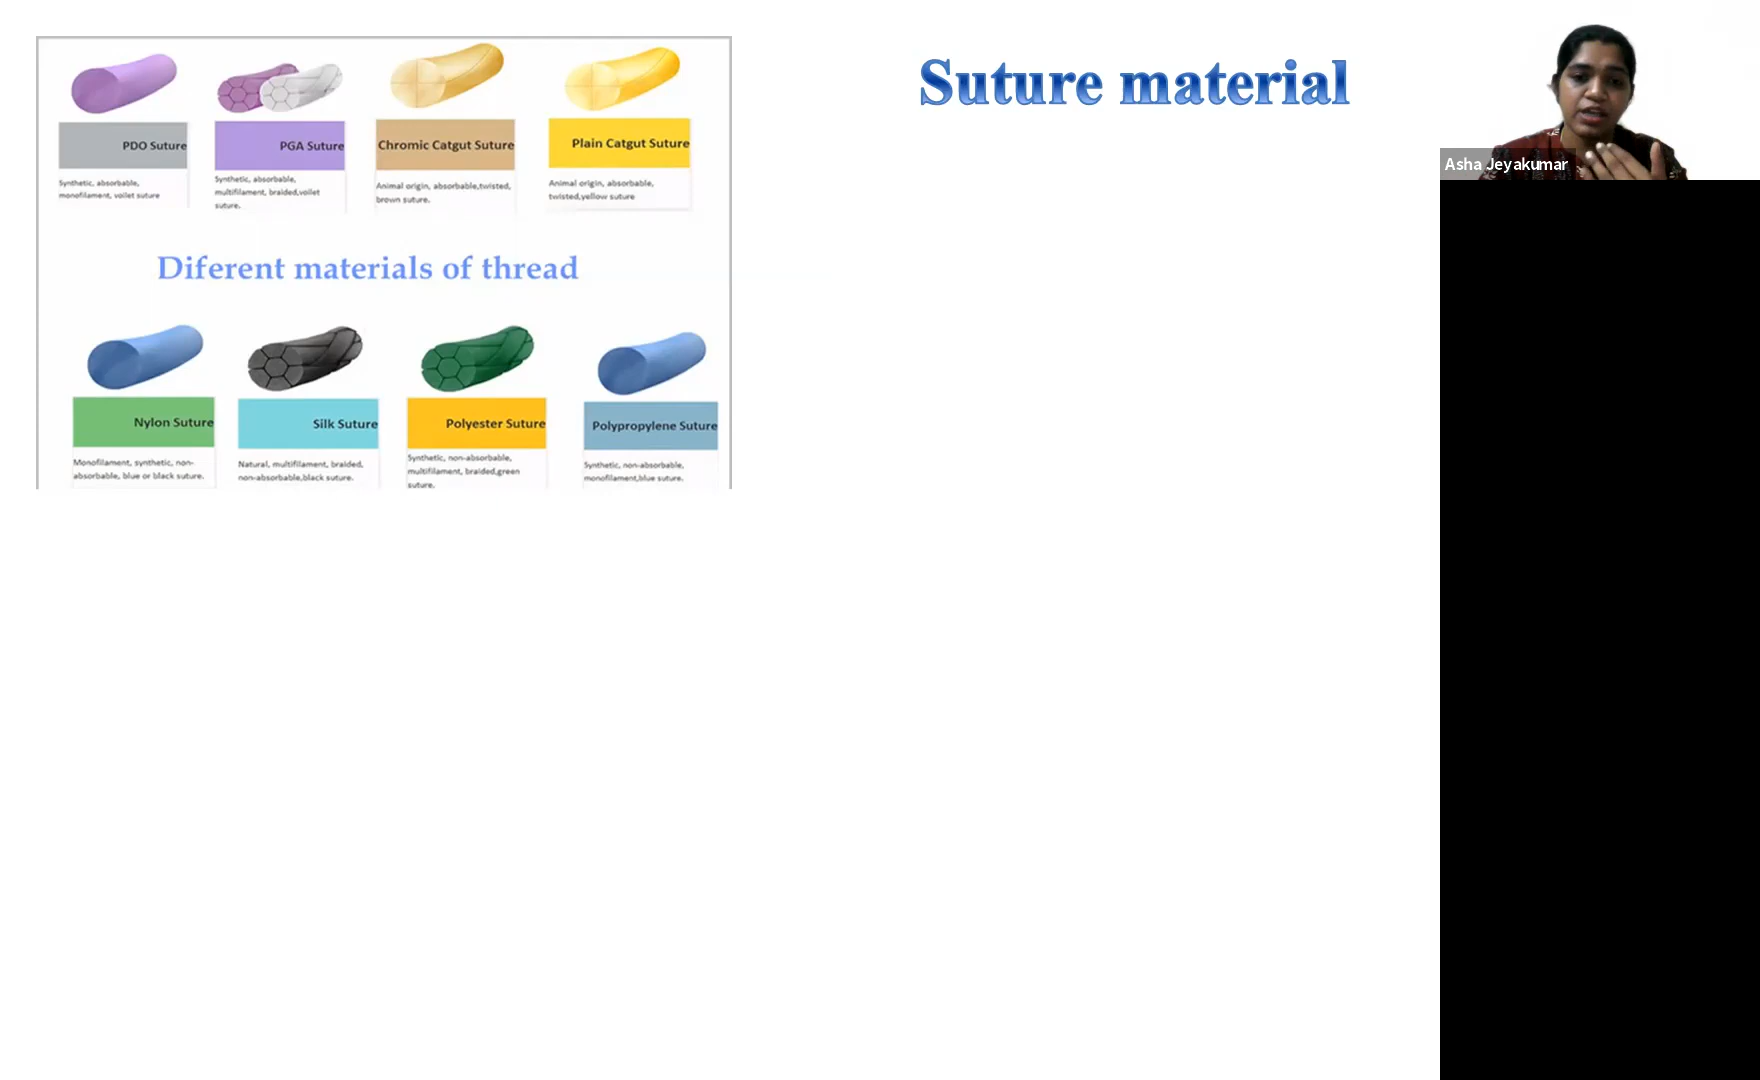 Suture material
Asha Jeyakumar
PDO Suture
Synthetic, absorbable,
monofilament, voilet suture
PGA Suture
Synthetic, absorbable,
multifilament, braided,voilet
suture.
Chromic Catgut Suture
Animal origin, absorbable,twisted,
brown suture.
Plain Catgut Suture
Animal origin, absorbable,
twisted,yellow suture
Diferent materials of thread
Nylon Suture
Monofilament, synthetic, non-
absorbable, blue or black suture.
Silk Suture
Natural, multifilament, braided,
non-absorbable,black suture.
Polyester Suture
Synthetic, non-absorbable,
multifilament, braided,green
suture.
Polypropylene Suture
Synthetic, non-absorbable,
monofilament,blue suture.